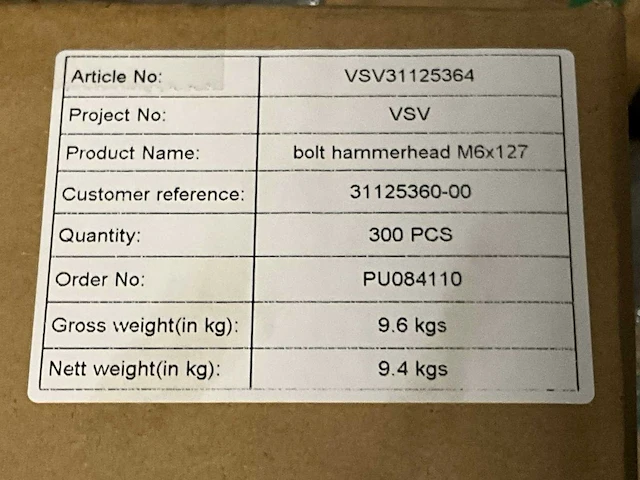 Article No: VSV31125364
Project No: VSV
Product Name: bolt hammerhead M6x127
Customer reference: 31125360-00
Quantity: 300 PCS
Order No: PU084110
Gross weight(in kg): 9.6 kgs
Nett weight(in kg): 9.4 kgs